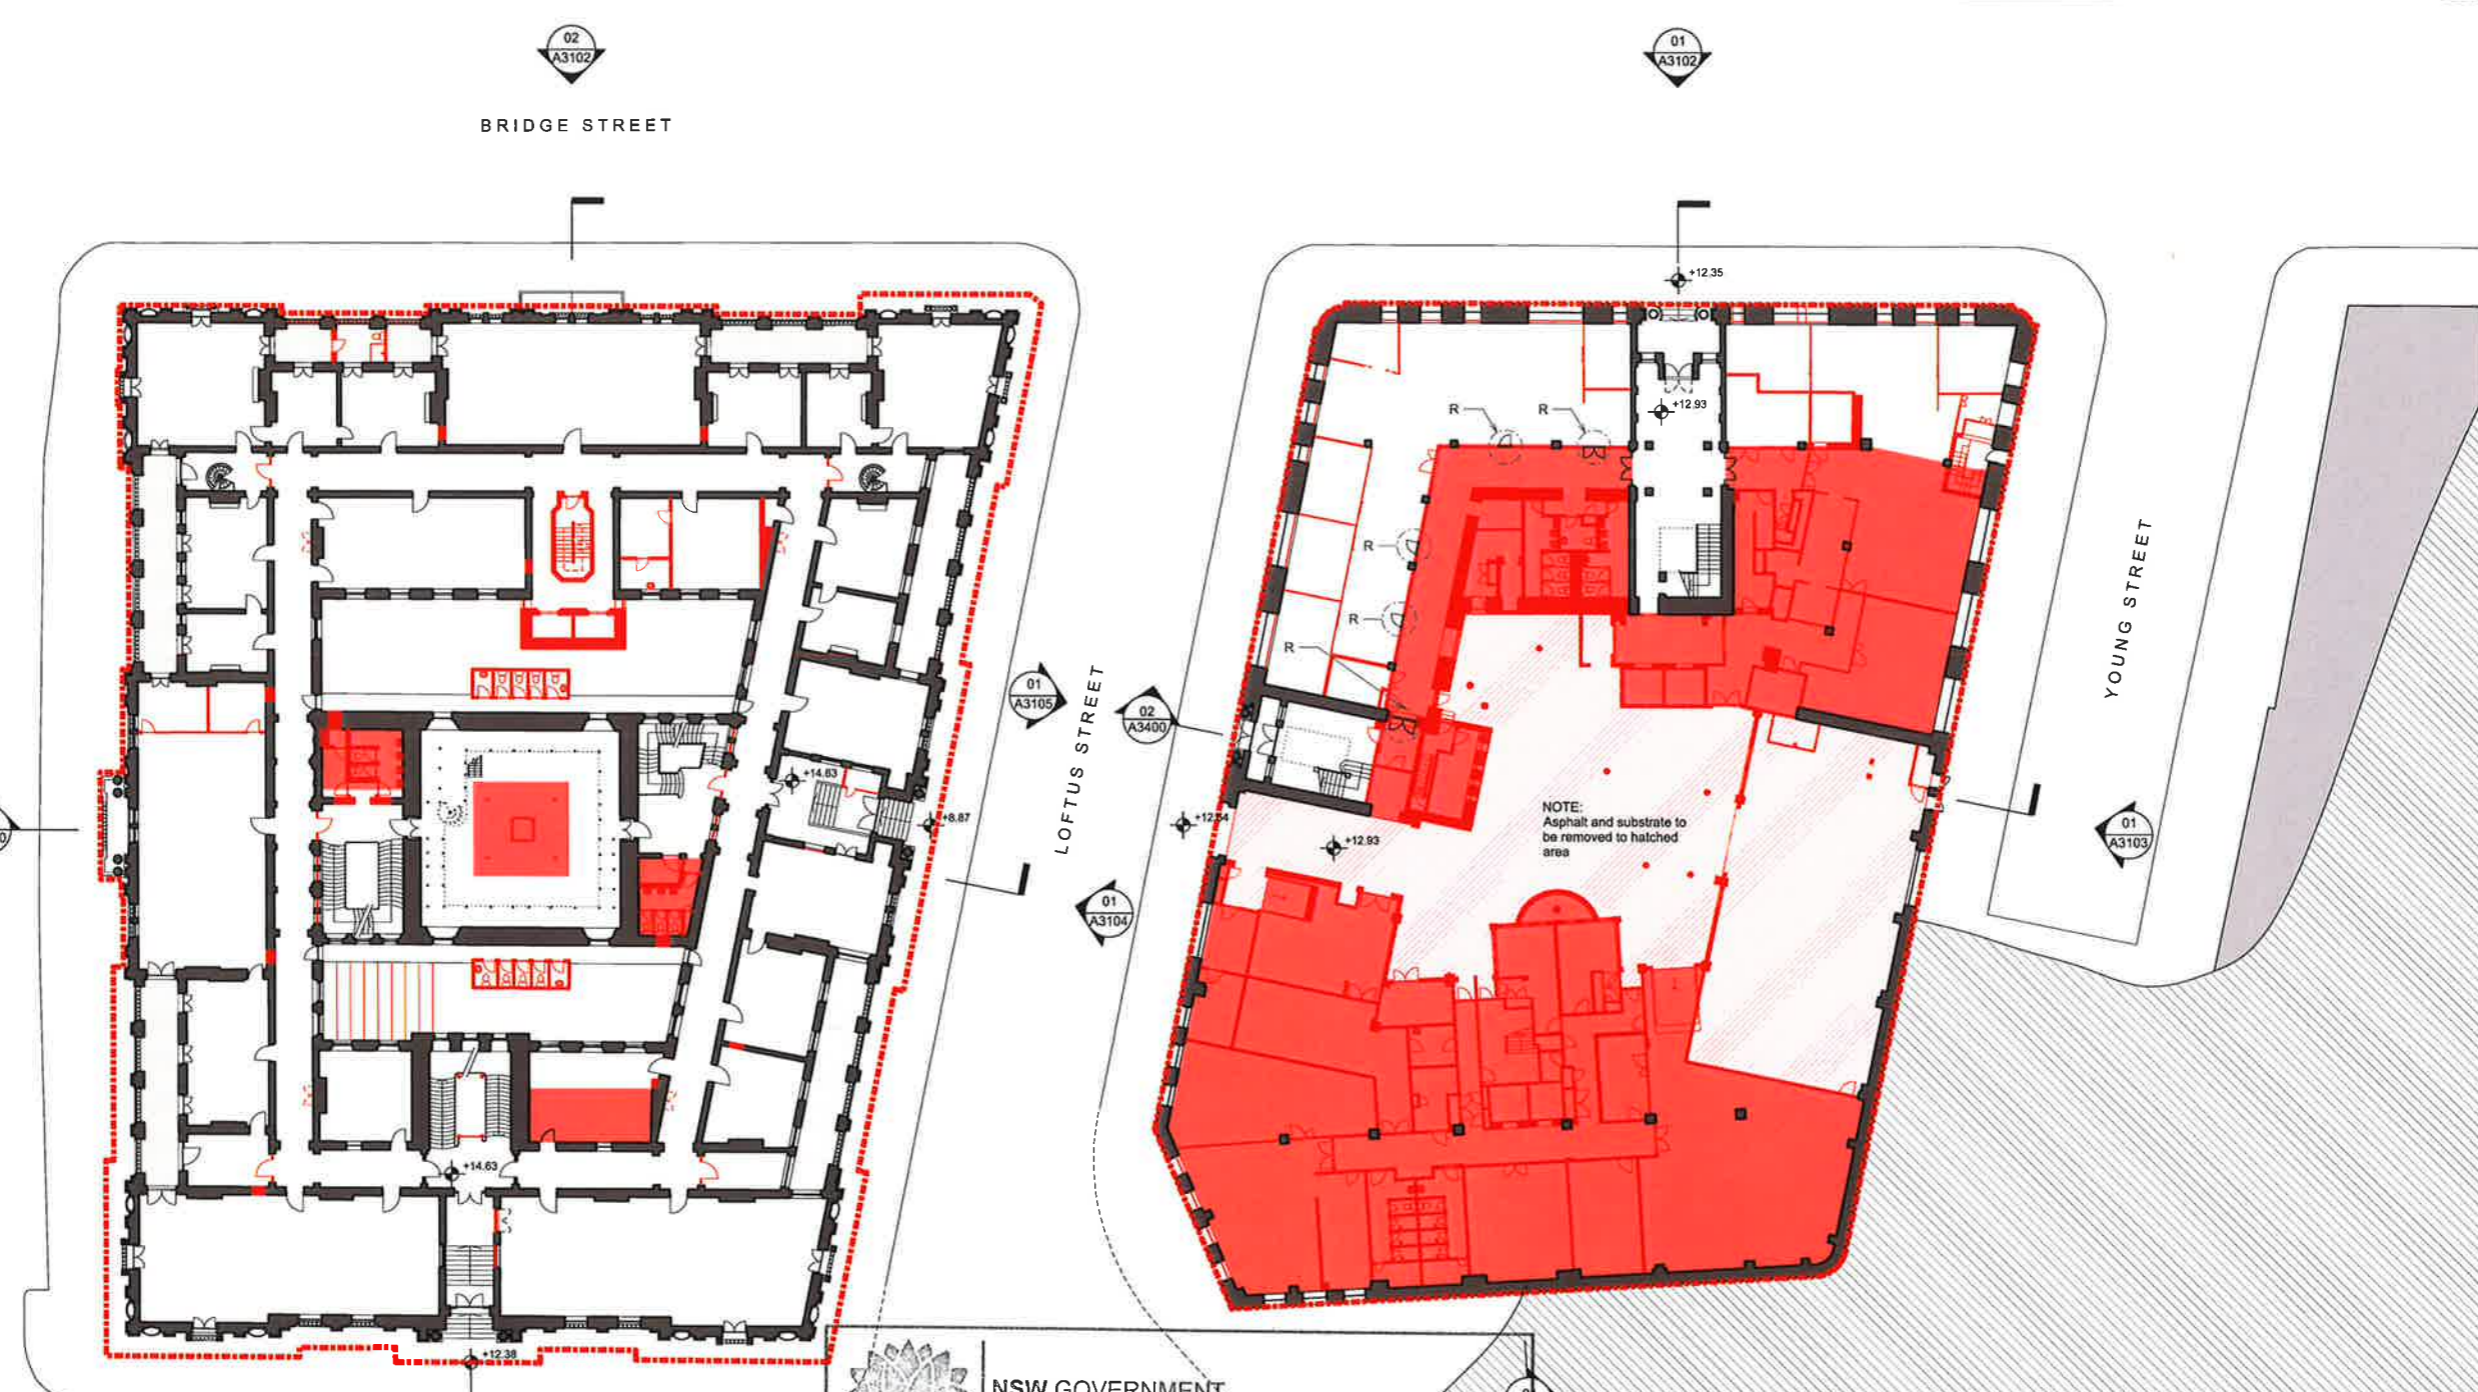 02
A3102
01
A3102
BRIDGE STREET
+12.35
+12.93
R
R
R
R
R
YOUNG STREET
01
A3105
LOFTUS STREET
02
A3400
+14.63
+8.87
+12.93
NOTE:
Asphalt and substrate to
be removed to hatched
area
01
A3103
01
A3104
+14.63
+12.38
NSW GOVERNMENT